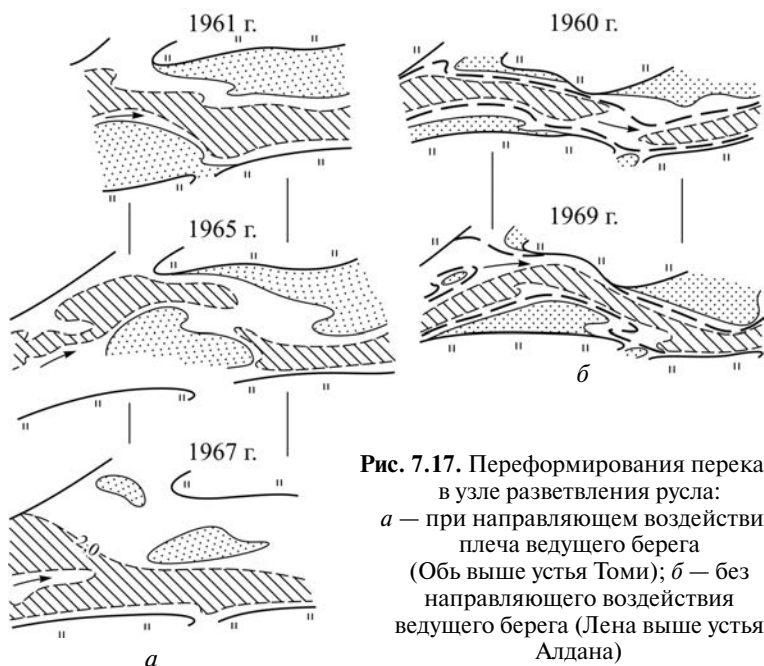 1961 г.
1960 г.
1965 г.
1969 г.
б
1967 г.
2,0
а
Рис. 7.17. Переформирования перека
в узле разветвления русла:
а — при направляющем воздействи
плеча ведущего берега
(Обь выше устья Томи); б — без
направляющего воздействия
ведущего берега (Лена выше устья
Алдана)